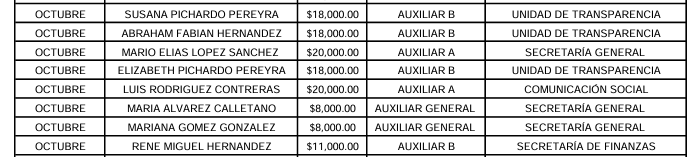 OCTUBRE SUSANA PICHARDO PEREYRA $18,000.00 AUXILIAR B UNIDAD DE TRANSPARENCIA
OCTUBRE ABRAHAM FABIAN HERNANDEZ $18,000.00 AUXILIAR B UNIDAD DE TRANSPARENCIA
OCTUBRE MARIO ELIAS LOPEZ SANCHEZ $20,000.00 AUXILIAR A SECRETARÍA GENERAL
OCTUBRE ELIZABETH PICHARDO PEREYRA $18,000.00 AUXILIAR B UNIDAD DE TRANSPARENCIA
OCTUBRE LUIS RODRIGUEZ CONTRERAS $20,000.00 AUXILIAR A COMUNICACIÓN SOCIAL
OCTUBRE MARIA ALVAREZ CALLETANO $8,000.00 AUXILIAR GENERAL SECRETARÍA GENERAL
OCTUBRE MARIANA GOMEZ GONZALEZ $8,000.00 AUXILIAR GENERAL SECRETARÍA GENERAL
OCTUBRE RENE MIGUEL HERNANDEZ $11,000.00 AUXILIAR B SECRETARÍA DE FINANZAS